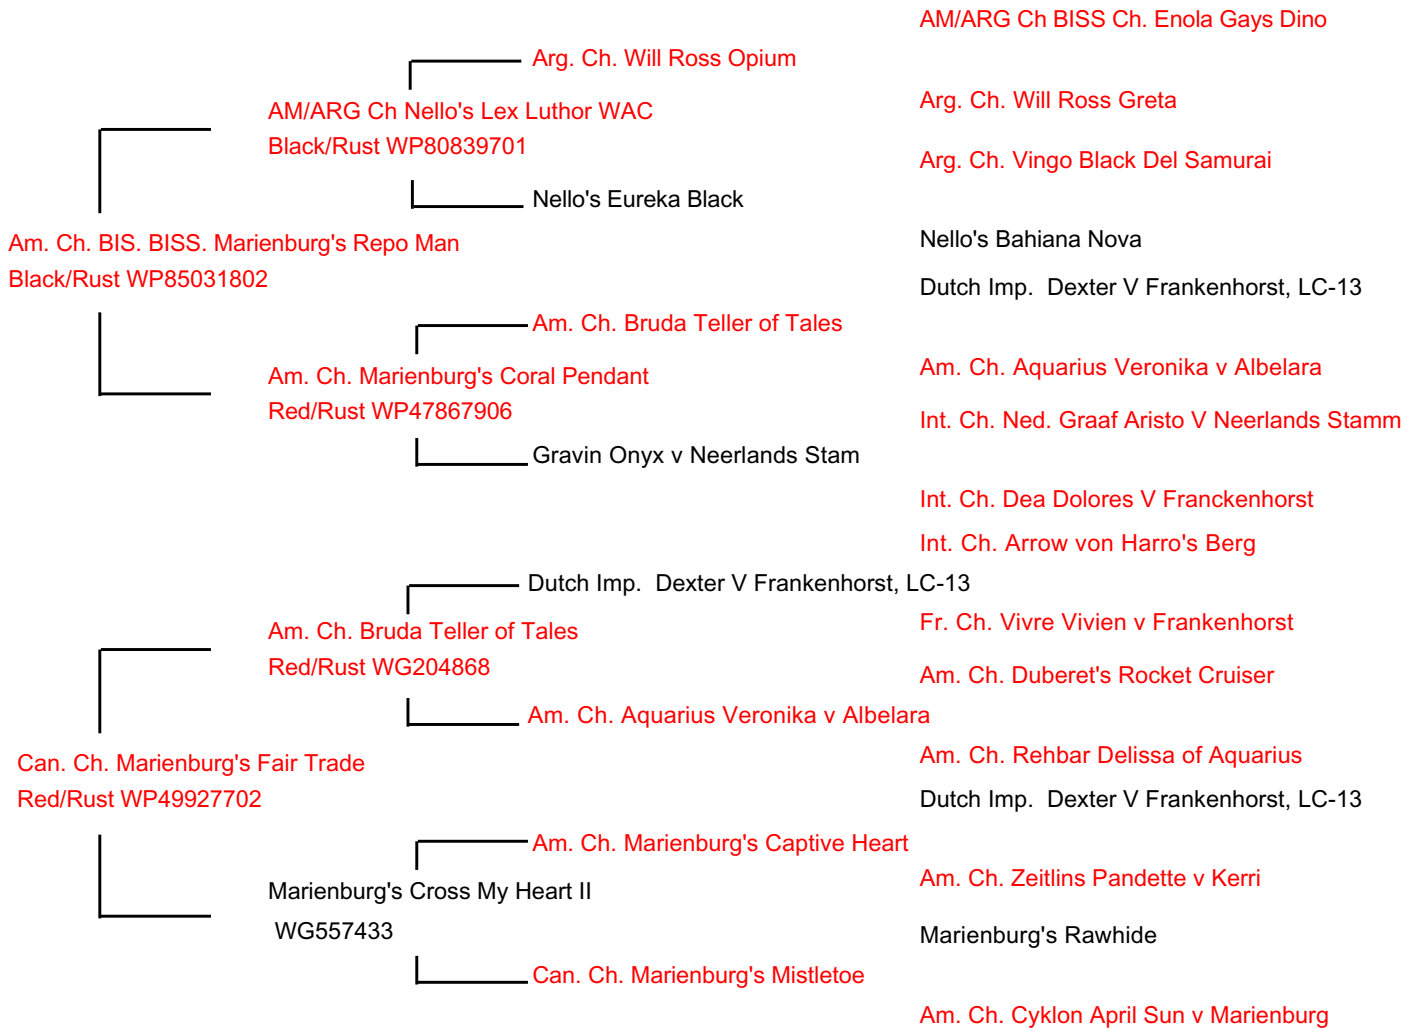 AM/ARG Ch BISS Ch. Enola Gays Dino
Arg. Ch. Will Ross Opium
AM/ARG Ch Nello's Lex Luthor WAC
Black/Rust WP80839701
Arg. Ch. Will Ross Greta
Arg. Ch. Vingo Black Del Samurai
Nello's Eureka Black
Am. Ch. BIS. BISS. Marienburg's Repo Man
Black/Rust WP85031802
Nello's Bahiana Nova
Dutch Imp.  Dexter V Frankenhorst, LC-13
Am. Ch. Bruda Teller of Tales
Am. Ch. Marienburg's Coral Pendant
Red/Rust WP47867906
Am. Ch. Aquarius Veronika v Albelara
Int. Ch. Ned. Graaf Aristo V Neerlands Stamm
Gravin Onyx v Neerlands Stam
Int. Ch. Dea Dolores V Franckenhorst
Int. Ch. Arrow von Harro's Berg
Dutch Imp.  Dexter V Frankenhorst, LC-13
Am. Ch. Bruda Teller of Tales
Red/Rust WG204868
Fr. Ch. Vivre Vivien v Frankenhorst
Am. Ch. Duberet's Rocket Cruiser
Am. Ch. Aquarius Veronika v Albelara
Can. Ch. Marienburg's Fair Trade
Red/Rust WP49927702
Am. Ch. Rehbar Delissa of Aquarius
Dutch Imp.  Dexter V Frankenhorst, LC-13
Am. Ch. Marienburg's Captive Heart
Marienburg's Cross My Heart II
WG557433
Am. Ch. Zeitlins Pandette v Kerri
Marienburg's Rawhide
Can. Ch. Marienburg's Mistletoe
Am. Ch. Cyklon April Sun v Marienburg